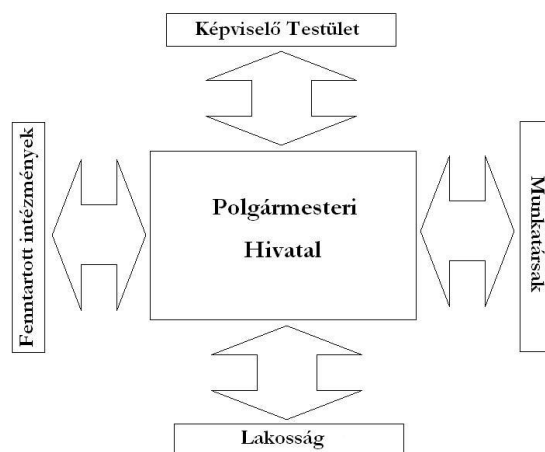 Képviselő Testület
Fenntartott intézmények
Polgármesteri
Hivatal
Munkatársak
Lakosság